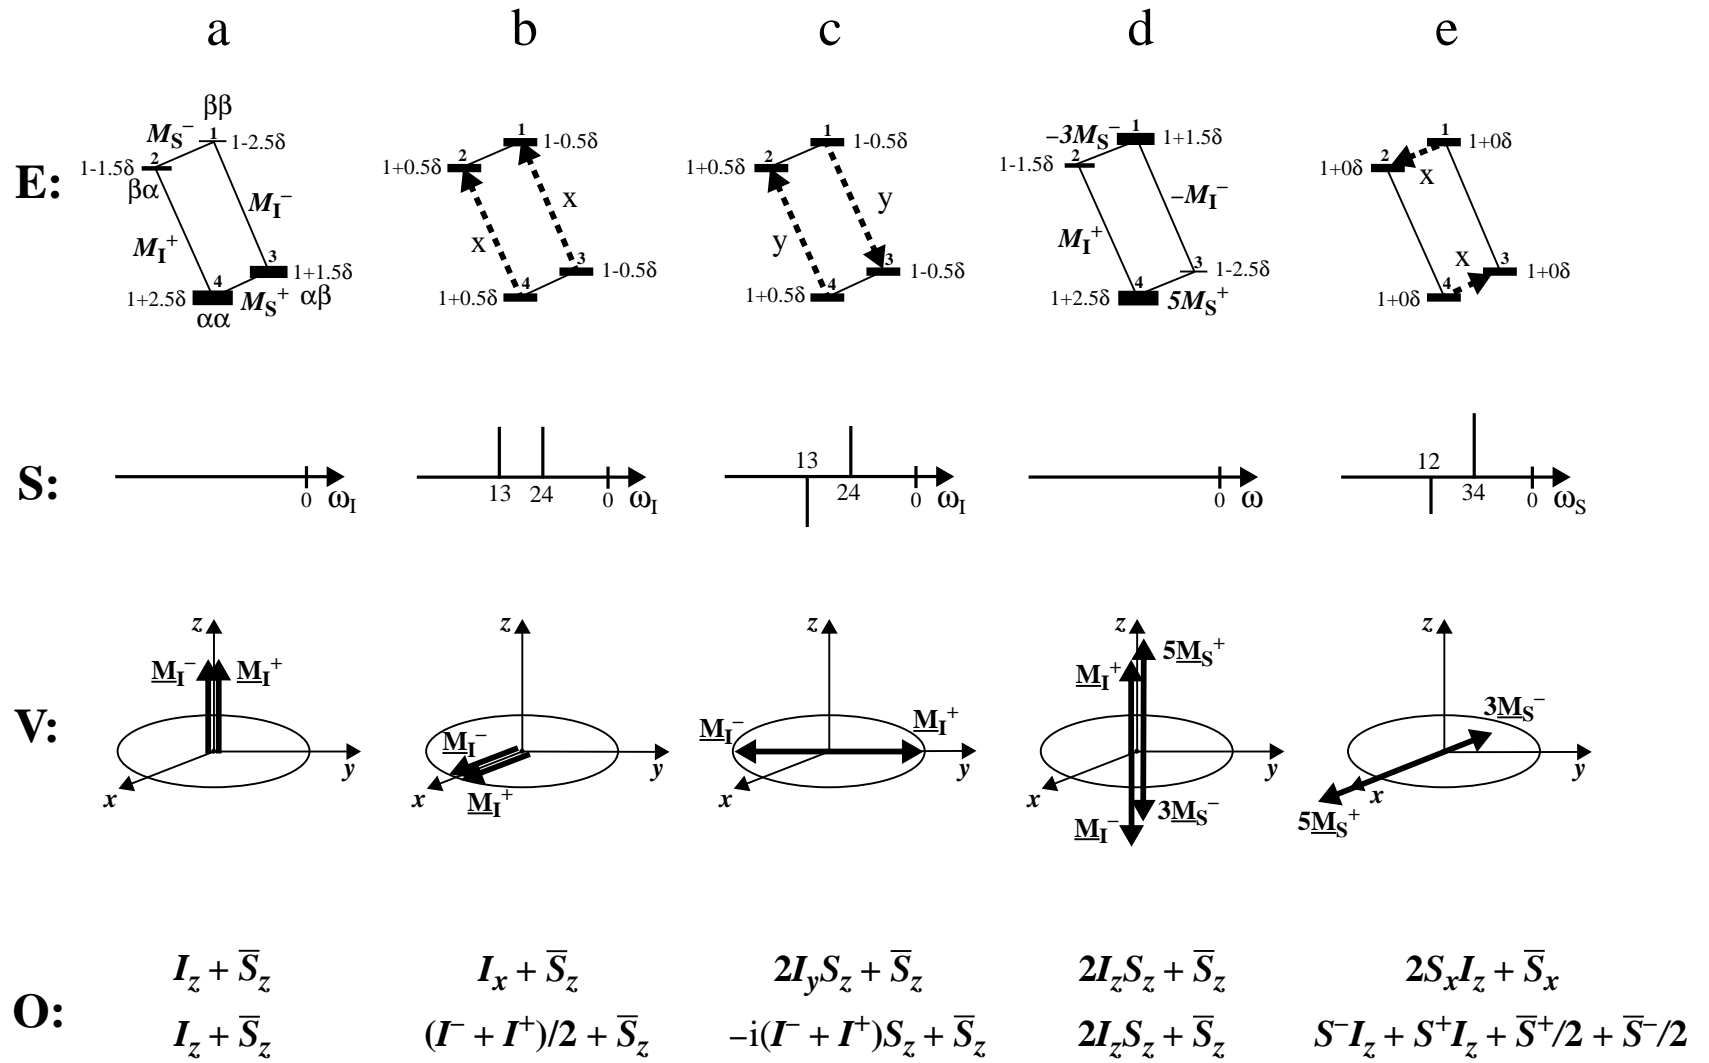 a b c d e
E:
ββ
M_S⁻ 1 1-2.5δ
1-1.5δ 2
βα
M_I⁻
M_I⁺
3 1+1.5δ
1+2.5δ 4 M_S⁺ αβ
αα
1 1-0.5δ
1+0.5δ 2
x
x
3 1-0.5δ
1+0.5δ 4
1 1-0.5δ
1+0.5δ 2
y
y
3 1-0.5δ
1+0.5δ 4
−3M_S⁻ 1 1+1.5δ
1-1.5δ 2
−M_I⁻
M_I⁺
3 1-2.5δ
1+2.5δ 4 5M_S⁺
1 1+0δ
1+0δ 2
x
x
3 1+0δ
1+0δ 4
S:
0 ω_I
13 24 0 ω_I
13
24 0 ω_I
0 ω
12
34 0 ω_S
V:
z
M_I⁻ M_I⁺
x y
z
M_I⁻
x M_I⁺ y
z
M_I⁻ M_I⁺
x y
z 5M_S⁺
M_I⁺
x y
M_I⁻ 3M_S⁻
z
3M_S⁻
x y
5M_S⁺
O:
I_z + S̅_z
I_x + S̅_z
2I_yS_z + S̅_z
2I_zS_z + S̅_z
2S_xI_z + S̅_x
I_z + S̅_z
(I⁻ + I⁺)/2 + S̅_z
−i(I⁻ + I⁺)S_z + S̅_z
2I_zS_z + S̅_z
S⁻I_z + S⁺I_z + S̅⁺/2 + S̅⁻/2